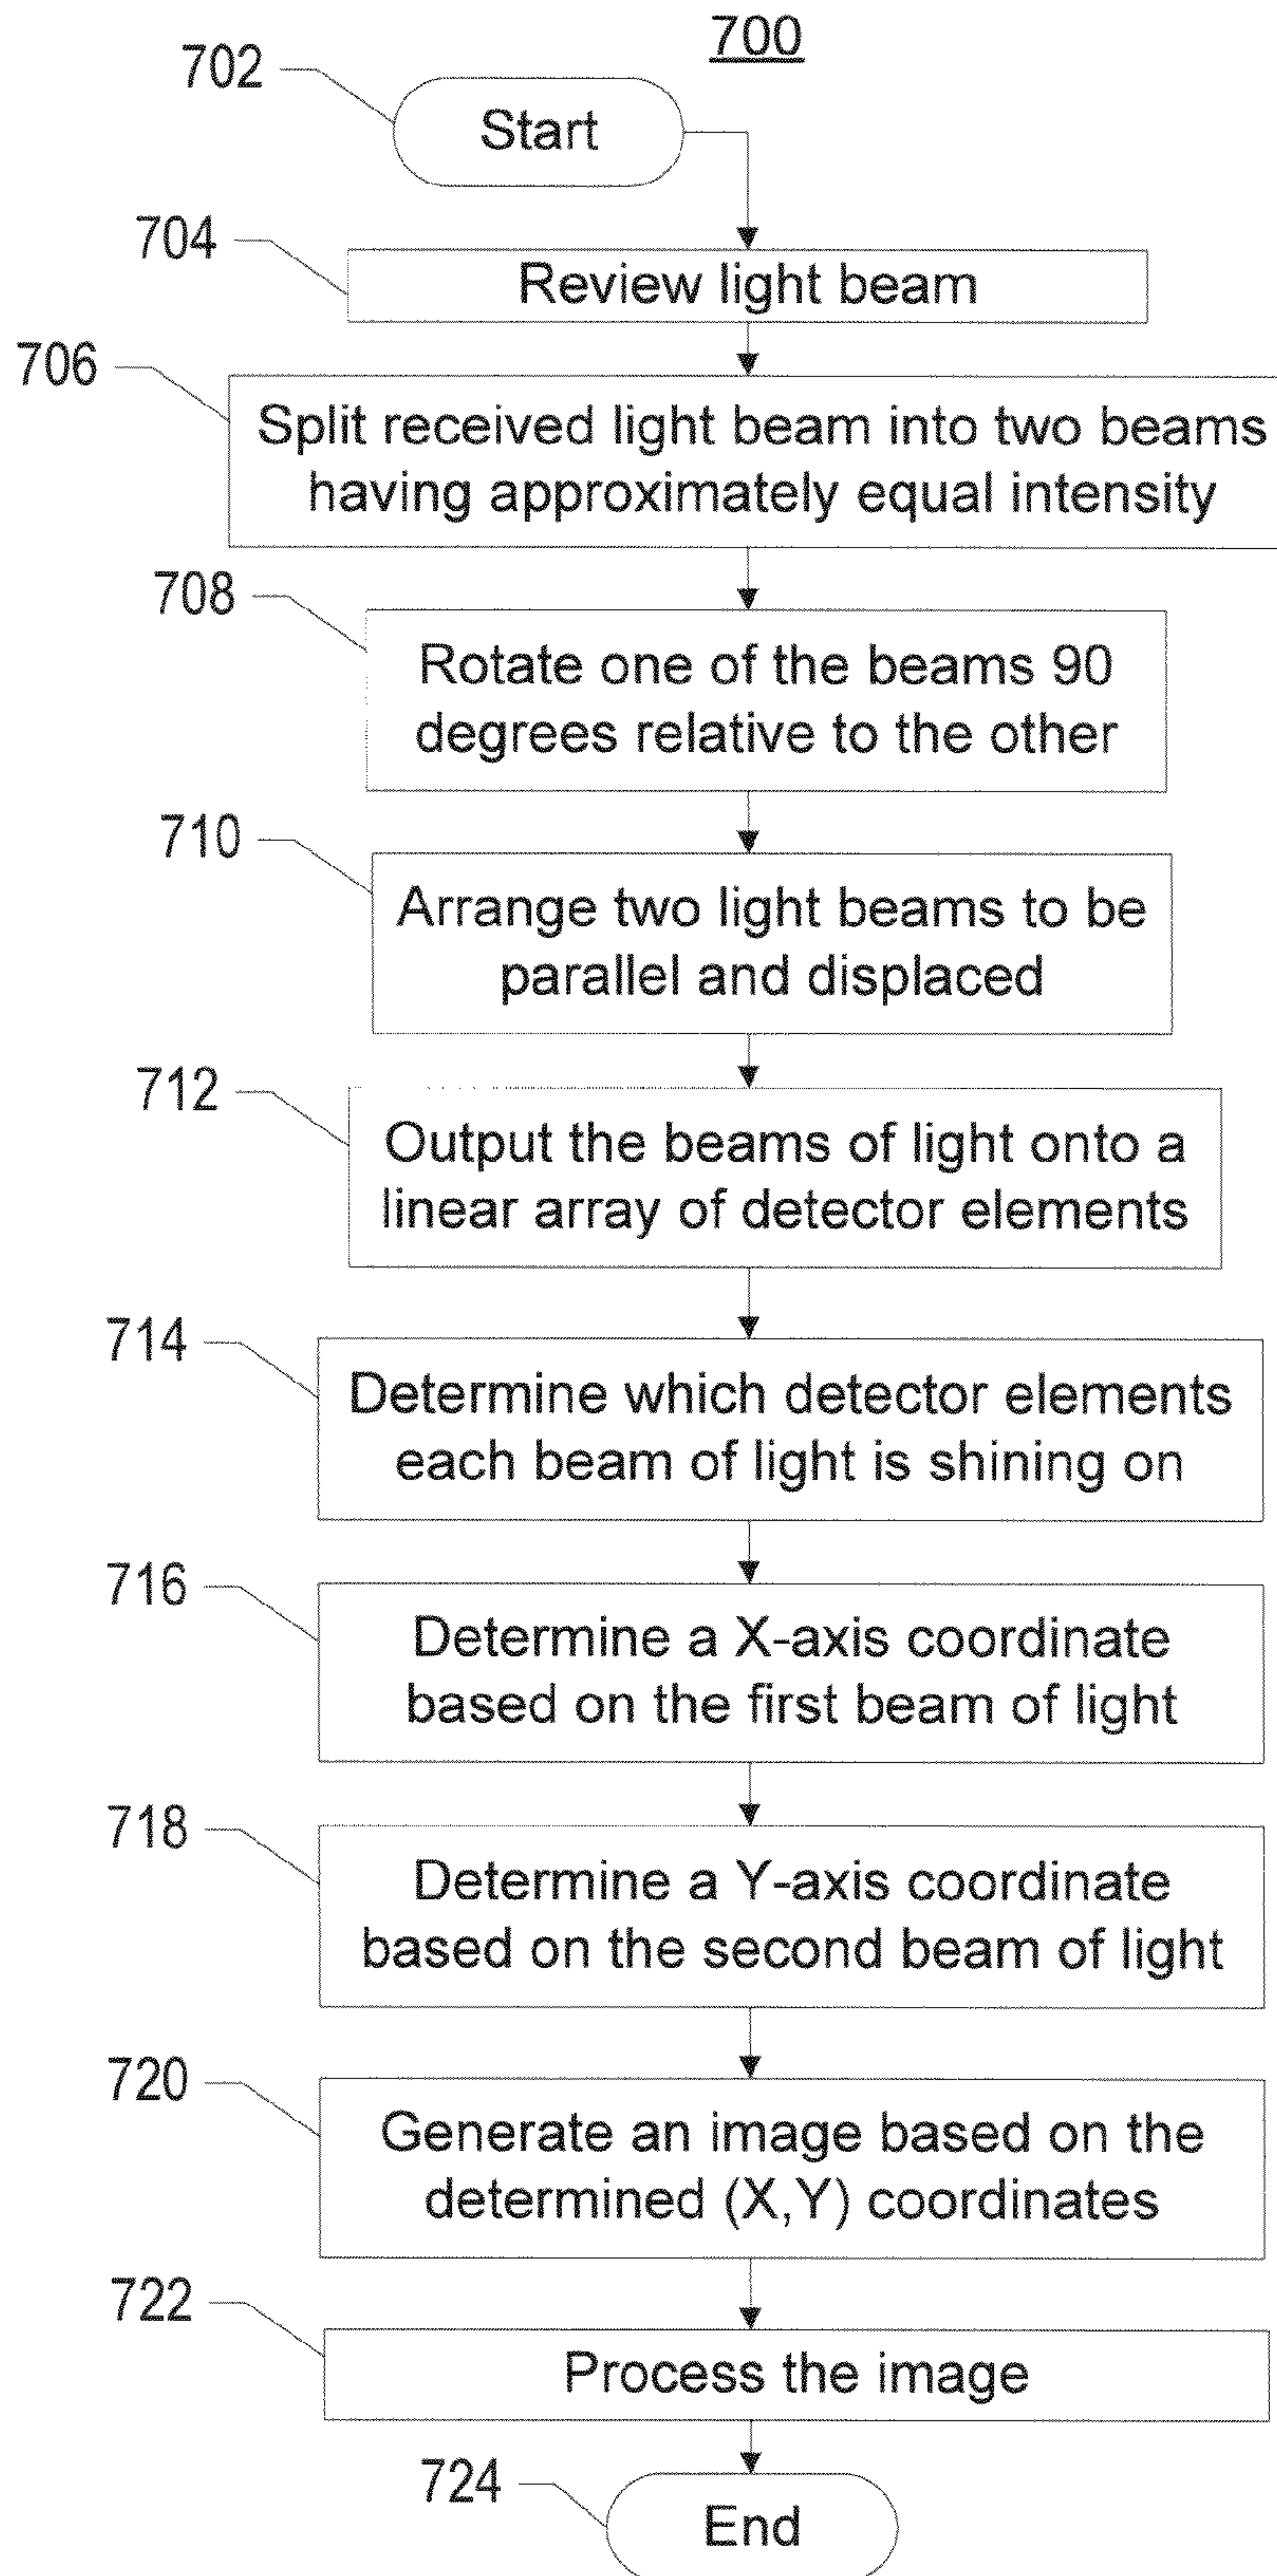 700
702
Start
704
Review light beam
706
Split received light beam into two beams
having approximately equal intensity
708
Rotate one of the beams 90
degrees relative to the other
710
Arrange two light beams to be
parallel and displaced
712
Output the beams of light onto a
linear array of detector elements
714
Determine which detector elements
each beam of light is shining on
716
Determine a X-axis coordinate
based on the first beam of light
718
Determine a Y-axis coordinate
based on the second beam of light
720
Generate an image based on the
determined (X,Y) coordinates
722
Process the image
724
End